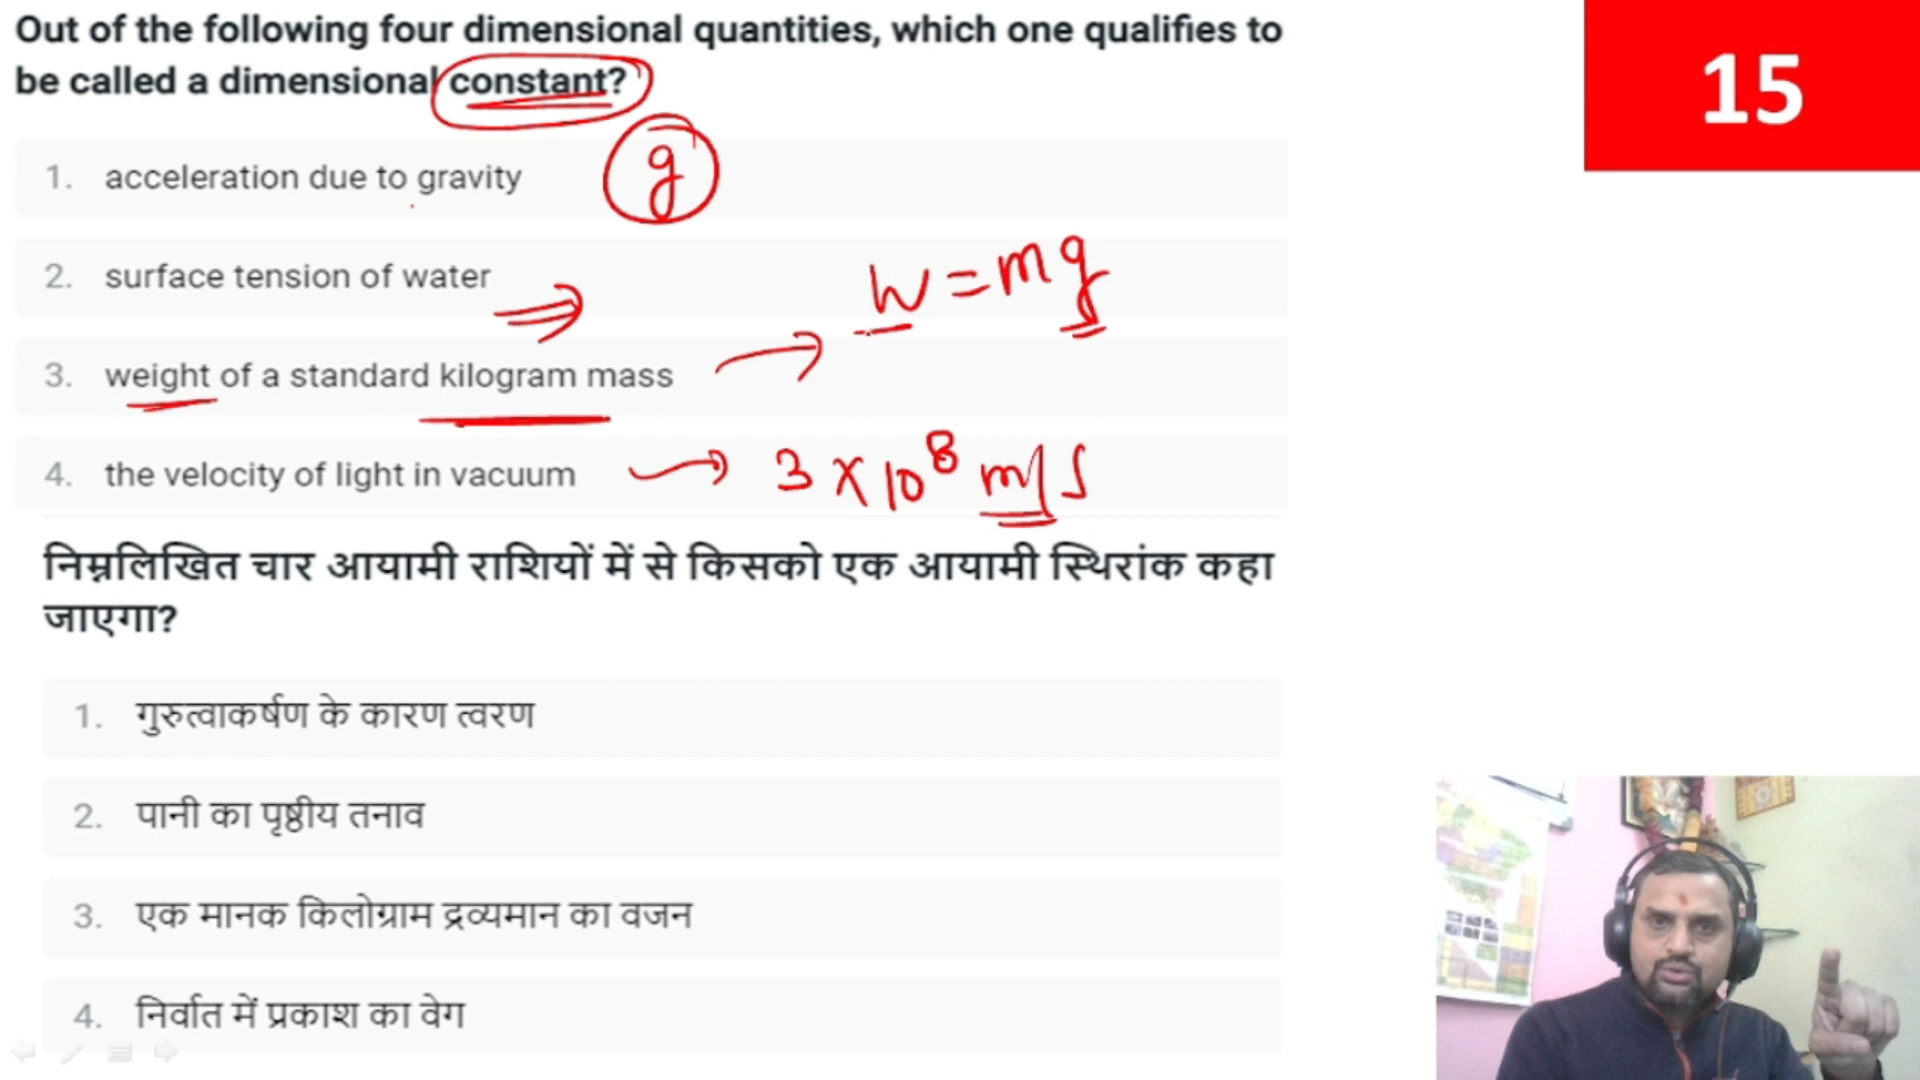 Out of the following four dimensional quantities, which one qualifies to
be called a dimensional constant?
15
1. acceleration due to gravity
g
2. surface tension of water
W = mg
3. weight of a standard kilogram mass
4. the velocity of light in vacuum
3 x 10⁸ m/s
निम्नलिखित चार आयामी राशियों में से किसको एक आयामी स्थिरांक कहा
जाएगा?
1. गुरुत्वाकर्षण के कारण त्वरण
2. पानी का पृष्ठीय तनाव
3. एक मानक किलोग्राम द्रव्यमान का वजन
4. निर्वात में प्रकाश का वेग